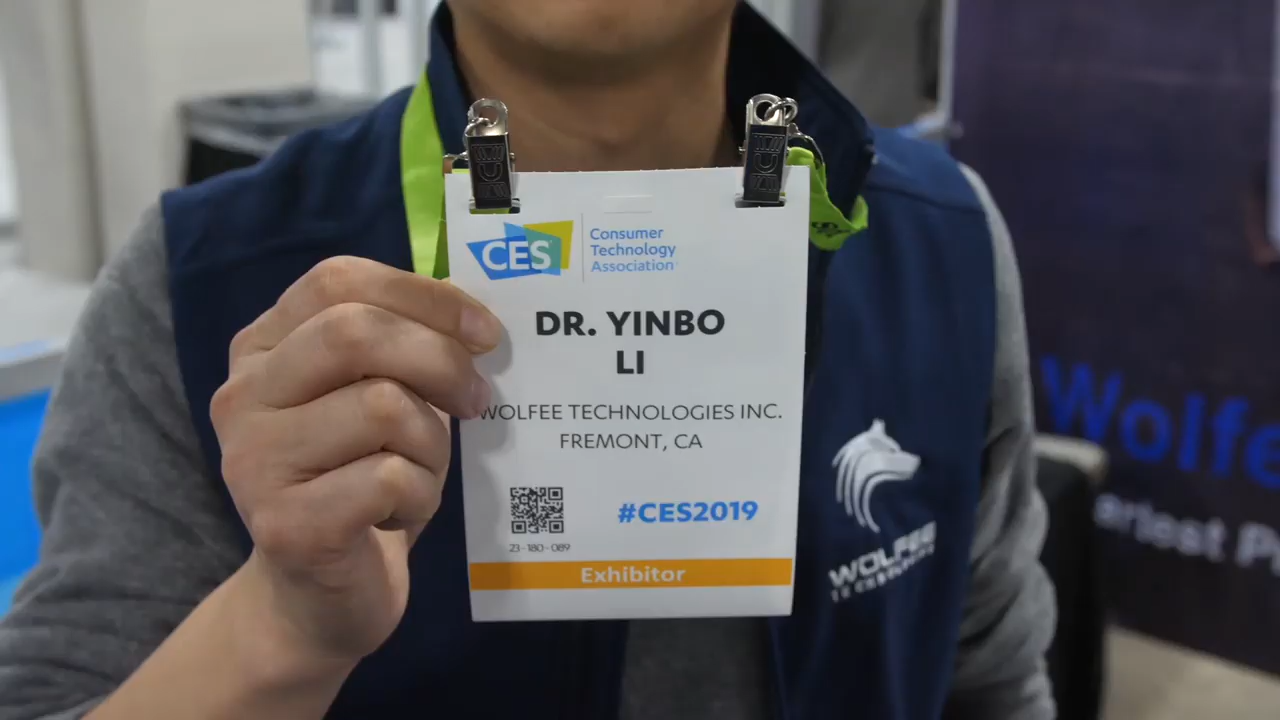 CES
Consumer
Technology
Association
DR. YINBO
LI
WOLFEE TECHNOLOGIES INC.
FREMONT, CA
#CES2019
23-180-089
Exhibitor
WOLFEE
TECHNOLOGIES
Wolfe